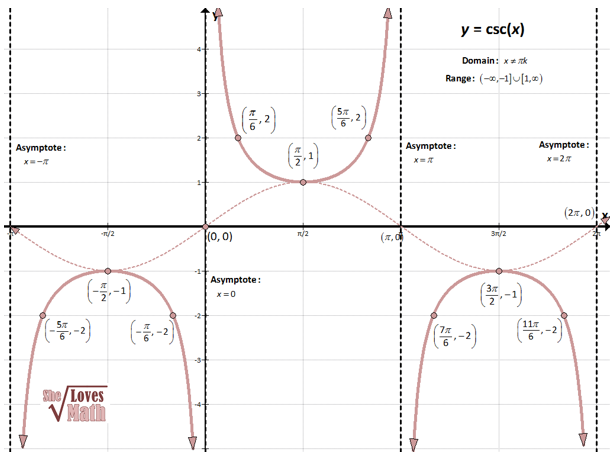 y
y = csc(x)
Domain: x ≠ πk
Range: (-∞,-1]∪[1,∞)
4
3
2
1
-1
-2
-3
-4
(π/6, 2)
(5π/6, 2)
(π/2, 1)
Asymptote:
x=-π
Asymptote:
x=π
Asymptote:
x=2π
(2π, 0)
x
-π/2
(0, 0)
π/2
(π, 0)
3π/2
2π
Asymptote:
x=0
(-π/2, -1)
(-5π/6, -2)
(-π/6, -2)
(3π/2, -1)
(7π/6, -2)
(11π/6, -2)
She
Loves
Math